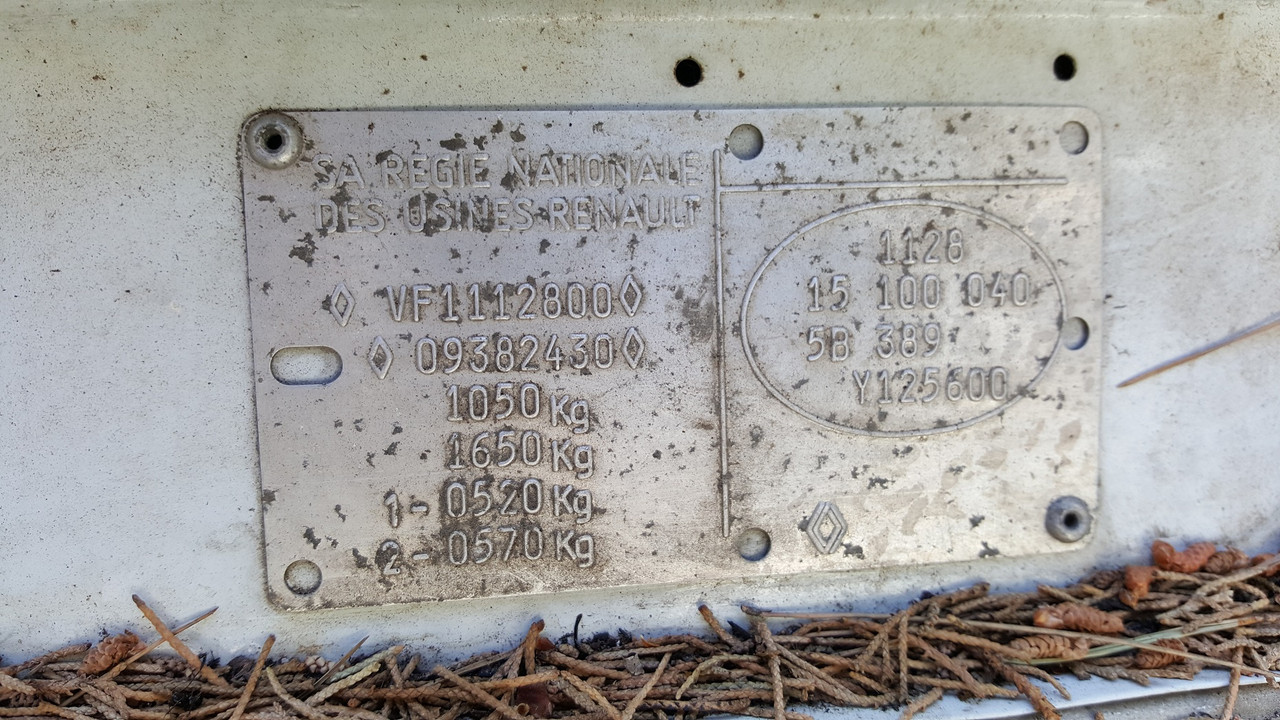 SA REGIE NATIONALE
DES USINES RENAULT
◊ VF1112800◊
◊ 09382430◊
1050 Kg
1650 Kg
1- 0520 Kg
2- 0570 Kg
1128
15 100 040
5B 389
Y125600